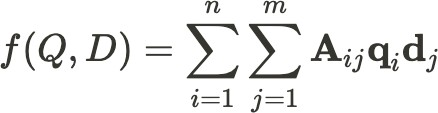 f(Q, D) = \sum_{i=1}^{n} \sum_{j=1}^{m} \mathbf{A}_{ij} \mathbf{q}_i \mathbf{d}_j